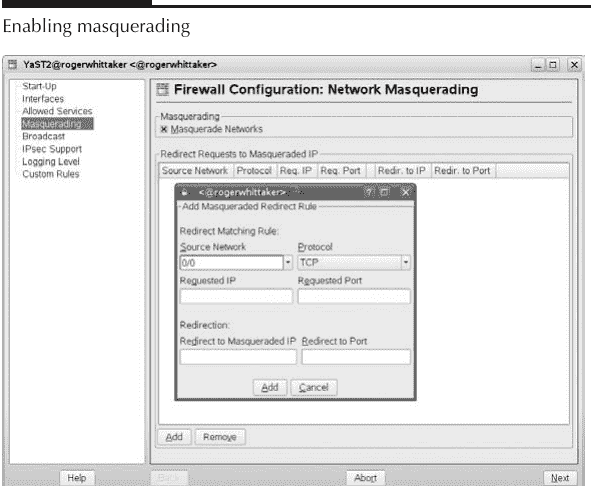 Enabling masquerading
YaST2@rogerwhittaker <@rogerwhittaker>
Start-Up
Interfaces
Allowed Services
Masquerading
Broadcast
IPsec Support
Logging Level
Custom Rules
Firewall Configuration: Network Masquerading
Masquerading
Masquerade Networks
Redirect Requests to Masqueraded IP
Source Network Protocol Req. IP Req. Port Redir. to IP Redir. to Port
<@rogerwhittaker>
Add Masqueraded Redirect Rule
Redirect Matching Rule:
Source Network Protocol
0/0 TCP
Requested IP Requested Port
Redirection:
Redirect to Masqueraded IP Redirect to Port
Add Cancel
Add Remove
Help Back Abort Next